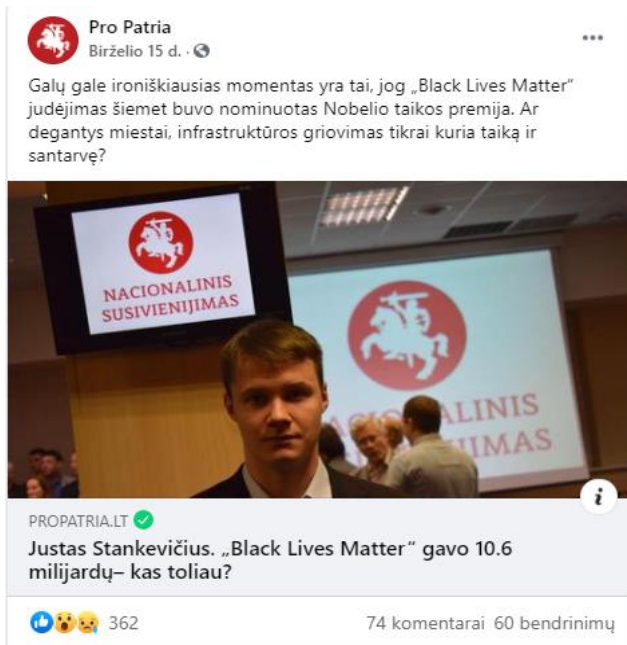 Pro Patria
Birželio 15 d. ·
Galų gale ironiškiausias momentas yra tai, jog „Black Lives Matter“
judėjimas šiemet buvo nominuotas Nobelio taikos premija. Ar
degantys miestai, infrastruktūros griovimas tikrai kuria taiką ir
santarvę?
NACIONALINIS
SUSIVIENIJIMAS
NACIONALINIS
IMAS
PROPATRIA.LT
Justas Stankevičius. „Black Lives Matter“ gavo 10.6
milijardų– kas toliau?
362 74 komentarai 60 bendrinimų